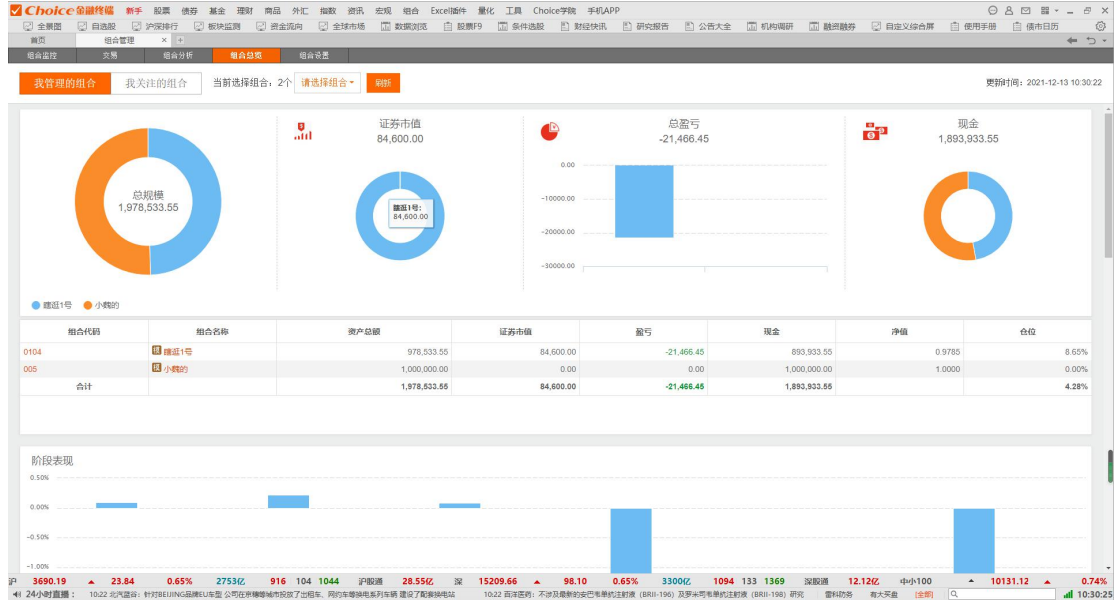 Choice金融终端 新手 股票 债券 基金 理财 商品 外汇 指数 资讯 宏观 组合 Excel插件 量化 工具 Choice学院 手机APP
全景图 自选股 沪深排行 板块监测 资金流向 全球市场 数据浏览 股票F9 条件选股 财经快讯 研究报告 公告大全 机构调研 融资融券 自定义综合屏 使用手册 债市日历
首页 组合管理
组合监控 交易 组合分析 组合总览 组合设置
我管理的组合 我关注的组合 当前选择组合：2个 请选择组合 刷新 更新时间：2021-12-13 10:30:22
总规模
1,978,533.55
证券市值
84,600.00
瞎逛1号：
84,600.00
总盈亏
-21,466.45
0.00
-10000.00
-20000.00
-30000.00
现金
1,893,933.55
瞎逛1号 小魏的
组合代码 组合名称 资产总额 证券市值 盈亏 现金 净值 仓位
0104 瞎逛1号 978,533.55 84,600.00 -21,466.45 893,933.55 0.9785 8.65%
005 小魏的 1,000,000.00 0.00 0.00 1,000,000.00 1.0000 0.00%
合计 1,978,533.55 84,600.00 -21,466.45 1,893,933.55 4.28%
阶段表现
0.50%
0.00%
-0.50%
-1.00%
沪 3690.19 ▲ 23.84 0.65% 2753亿 916 104 1044 沪股通 28.55亿 深 15209.66 ▲ 98.10 0.65% 3300亿 1094 133 1369 深股通 12.12亿 中小100 ▲ 10131.12 ▲ 0.74%
24小时直播： 10:22 北汽蓝谷：针对BEIJING品牌EU车型 公司在京穗等城市投放了出租车、网约车等换电系列车辆 建设了配套换电站 10:22 百洋医药：不涉及最新的安巴韦单抗注射液（BRII-196）及罗米司韦单抗注射液（BRII-198）研究 雷科防务 有大买盘 [全部] 10:30:25